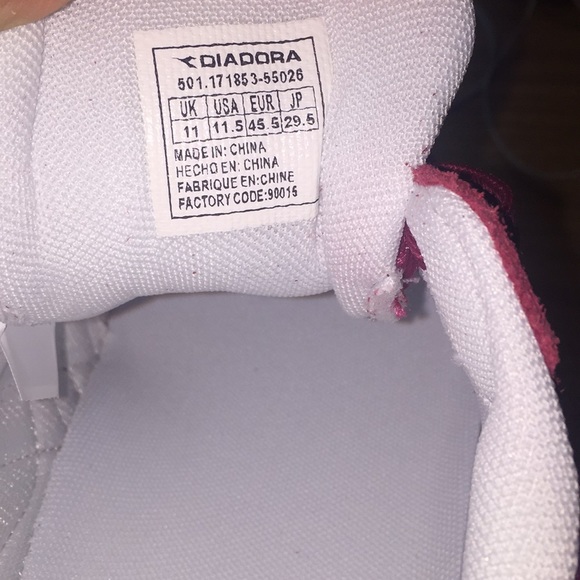 DIADORA
501.171853-55026
UK USA EUR JP
11 11.5 45.5 29.5
MADE IN: CHINA
HECHO EN: CHINA
FABRIQUE EN: CHINE
FACTORY CODE:90015